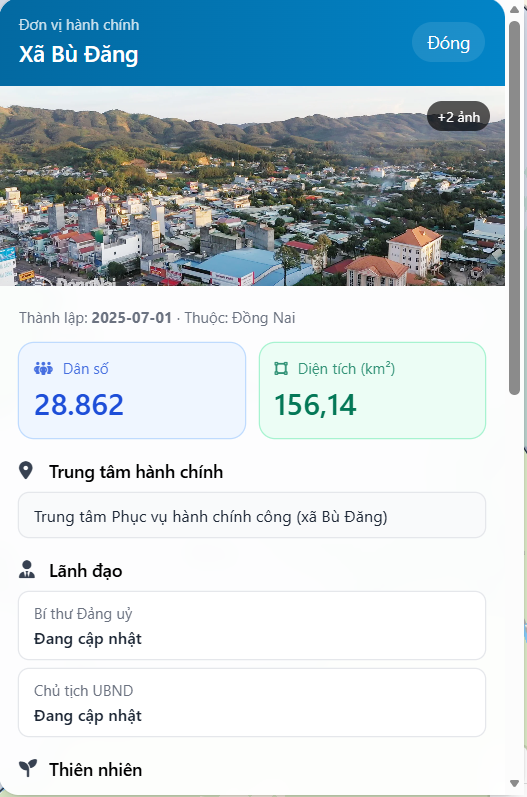 Đơn vị hành chính
Xã Bù Đăng
Đóng
+2 ảnh
Thành lập: 2025-07-01 · Thuộc: Đồng Nai
Dân số
28.862
Diện tích (km²)
156,14
Trung tâm hành chính
Trung tâm Phục vụ hành chính công (xã Bù Đăng)
Lãnh đạo
Bí thư Đảng uỷ
Đang cập nhật
Chủ tịch UBND
Đang cập nhật
Thiên nhiên